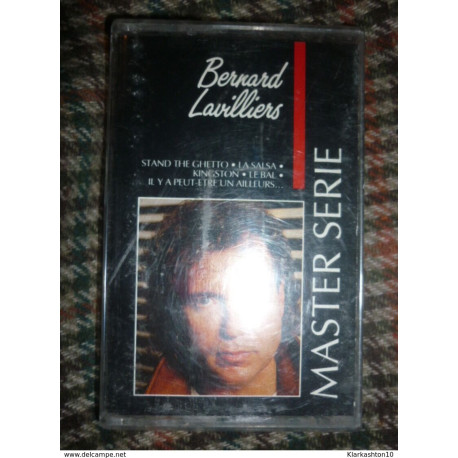 Bernard
Lavilliers
STAND THE GHETTO • LA SALSA •
KINGSTON • LE BAL •
IL Y A PEUT-ETRE UN AILLEURS...
MASTER SERIE
www.delcampe.net
Klarkashton10